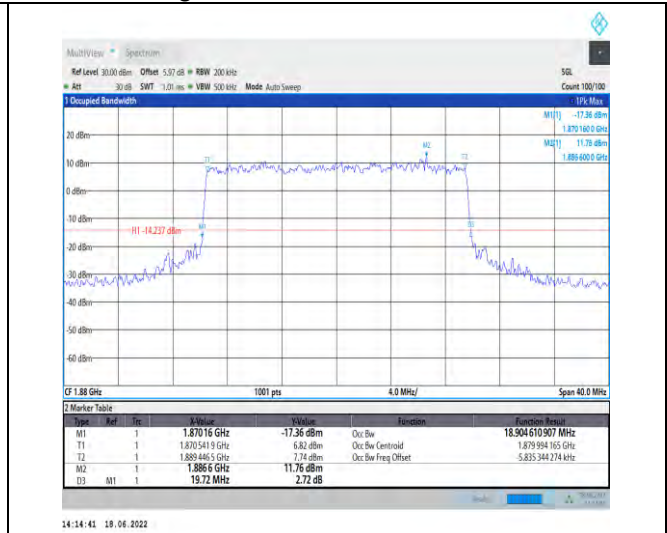 MultiView Spectrum
Ref Level 30.00 dBm Offset 5.97 dB RBW 200 kHz SGL
Att 30 dB SWT 1.01 ms VBW 500 kHz Mode Auto Sweep Count 100/100
1 Occupied Bandwidth 1Pk Max
M1[1] -17.36 dBm
1.870160 0 GHz
M2[1] 11.76 dBm
1.886 600 0 GHz
M2
20 dBm
T1 T2
10 dBm
0 dBm
-10 dBm
H1 -14.237 dBm M1
-20 dBm
-30 dBm
-40 dBm
-50 dBm
-60 dBm
CF 1.88 GHz 1001 pts 4.0 MHz/ Span 40.0 MHz
2 Marker Table
Type Ref Trc X-Value Y-Value Function Function Result
M1 1 1.87016 GHz -17.36 dBm Occ Bw 18.904 610 907 MHz
T1 1 1.870 541 9 GHz 6.82 dBm Occ Bw Centroid 1.879 994 165 GHz
T2 1 1.889 446 5 GHz 7.74 dBm Occ Bw Freq Offset -5.835 344 274 kHz
M2 1 1.886 6 GHz 11.76 dBm
D3 M1 1 19.72 MHz 2.72 dB
14:14:41 18.06.2022